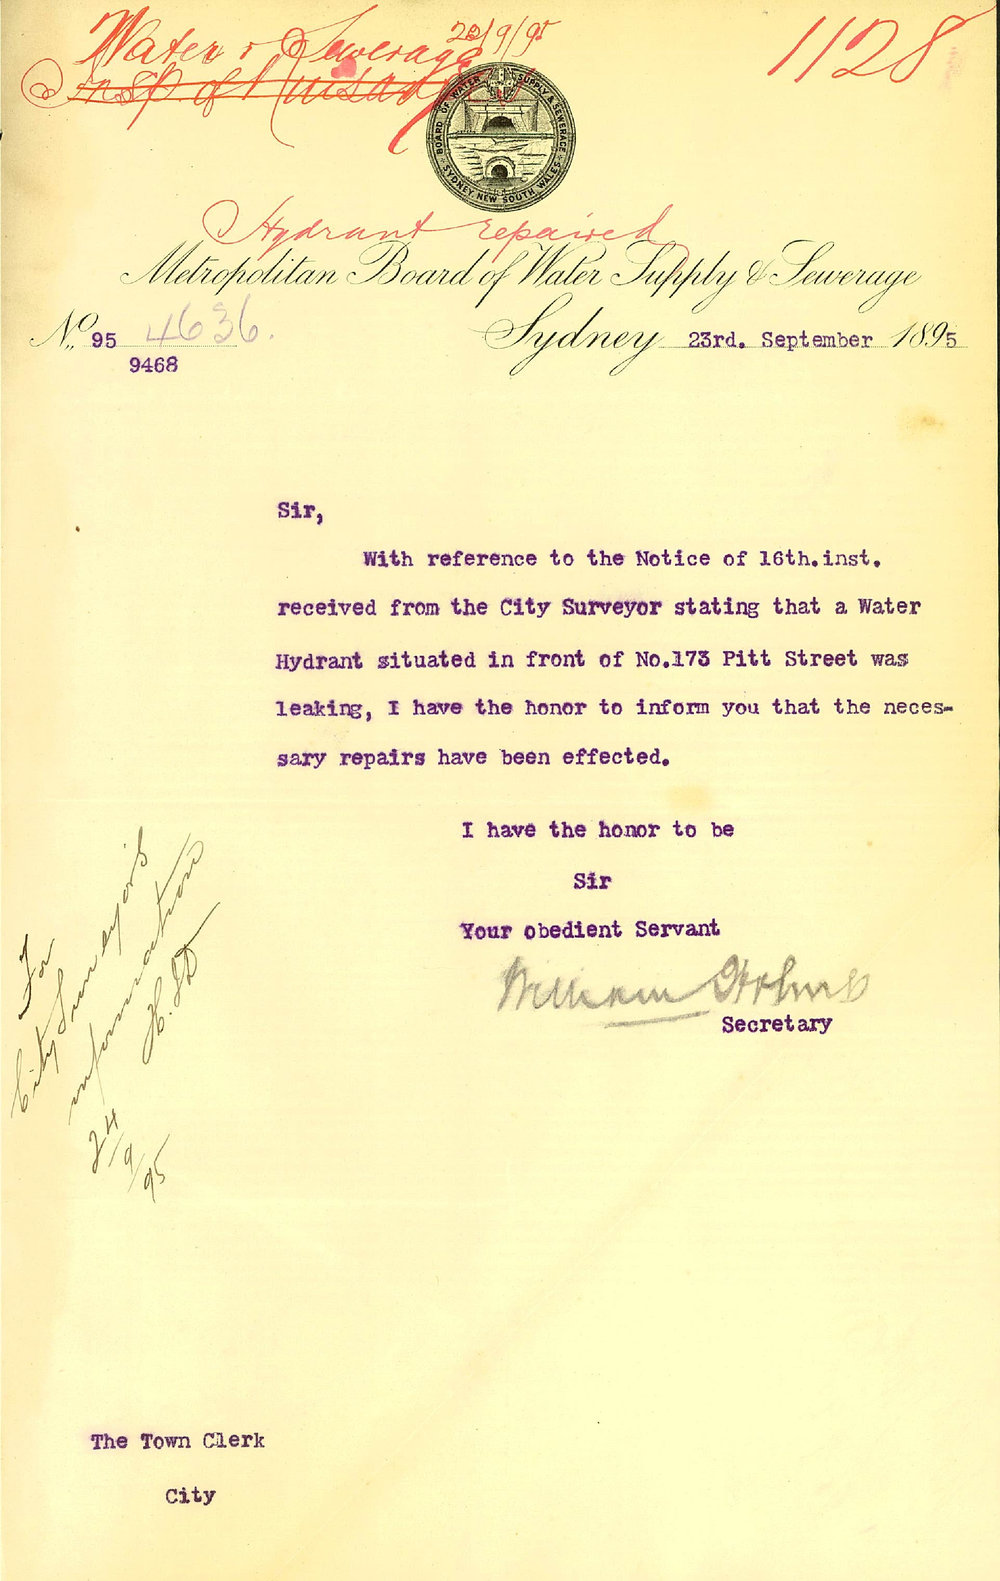 Water & Sewerage 23/9/95
Insp. of Nuisance
1128
BOARD OF WATER SUPPLY & SEWERAGE
SYDNEY. NEW SOUTH WALES
Hydrant repaired
Metropolitan Board of Water Supply & Sewerage
No. 95 4636.
9468
Sydney 23rd. September 1895
Sir,
With reference to the Notice of 16th.inst.
received from the City Surveyor stating that a Water
Hydrant situated in front of No.173 Pitt Street was
leaking, I have the honor to inform you that the neces-
sary repairs have been effected.
I have the honor to be
Sir
Your obedient Servant
William Holmes
Secretary
For
City Surveyor's
information
H.
24/9/95
The Town Clerk
City